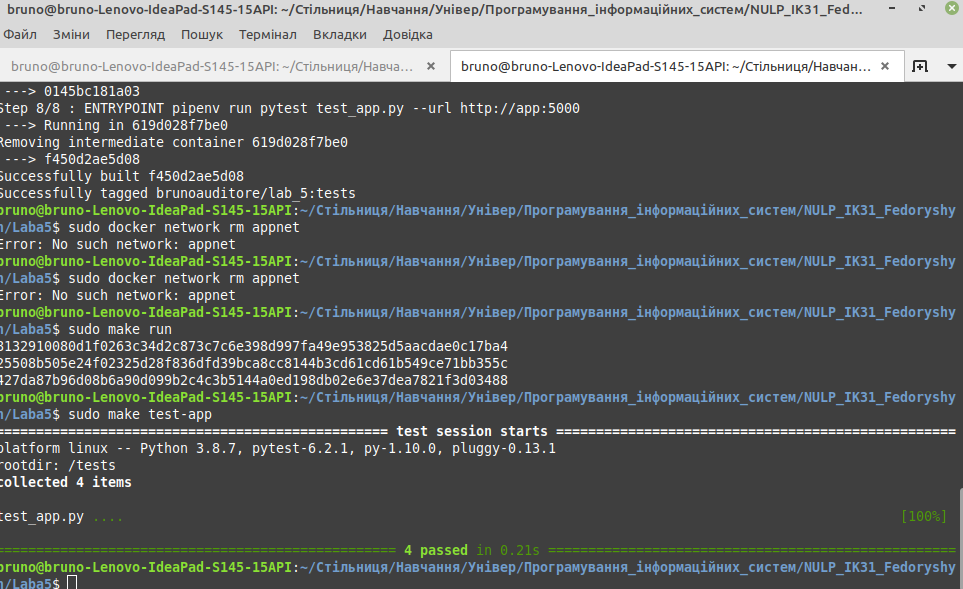 bruno@bruno-Lenovo-IdeaPad-S145-15API: ~/Стільниця/Навчання/Універ/Програмування_інформаційних_систем/NULP_IK31_Fed...
Файл Зміни Перегляд Пошук Термінал Вкладки Довідка
bruno@bruno-Lenovo-IdeaPad-S145-15API: ~/Стільниця/Навча... × bruno@bruno-Lenovo-IdeaPad-S145-15API: ~/Стільниця/Навчан... ×
---> 0145bc181a03
Step 8/8 : ENTRYPOINT pipenv run pytest test_app.py --url http://app:5000
---> Running in 619d028f7be0
Removing intermediate container 619d028f7be0
---> f450d2ae5d08
Successfully built f450d2ae5d08
Successfully tagged brunoauditore/lab_5:tests
bruno@bruno-Lenovo-IdeaPad-S145-15API:~/Стільниця/Навчання/Універ/Програмування_інформаційних_систем/NULP_IK31_Fedoryshy
n/Laba5$ sudo docker network rm appnet
Error: No such network: appnet
bruno@bruno-Lenovo-IdeaPad-S145-15API:~/Стільниця/Навчання/Універ/Програмування_інформаційних_систем/NULP_IK31_Fedoryshy
n/Laba5$ sudo docker network rm appnet
Error: No such network: appnet
bruno@bruno-Lenovo-IdeaPad-S145-15API:~/Стільниця/Навчання/Універ/Програмування_інформаційних_систем/NULP_IK31_Fedoryshy
n/Laba5$ sudo make run
8132910080d1f0263c34d2c873c7c6e398d997fa49e953825d5aacdae0c17ba4
25508b505e24f02325d28f836dfd39bca8cc8144b3cd61cd61b549ce71bb355c
427da87b96d08b6a90d099b2c4c3b5144a0ed198db02e6e37dea7821f3d03488
bruno@bruno-Lenovo-IdeaPad-S145-15API:~/Стільниця/Навчання/Універ/Програмування_інформаційних_систем/NULP_IK31_Fedoryshy
n/Laba5$ sudo make test-app
================================================= test session starts ==================================================
platform linux -- Python 3.8.7, pytest-6.2.1, py-1.10.0, pluggy-0.13.1
rootdir: /tests
collected 4 items
test_app.py .... [100%]
================================================== 4 passed in 0.21s ===================================================
bruno@bruno-Lenovo-IdeaPad-S145-15API:~/Стільниця/Навчання/Універ/Програмування_інформаційних_систем/NULP_IK31_Fedoryshy
n/Laba5$